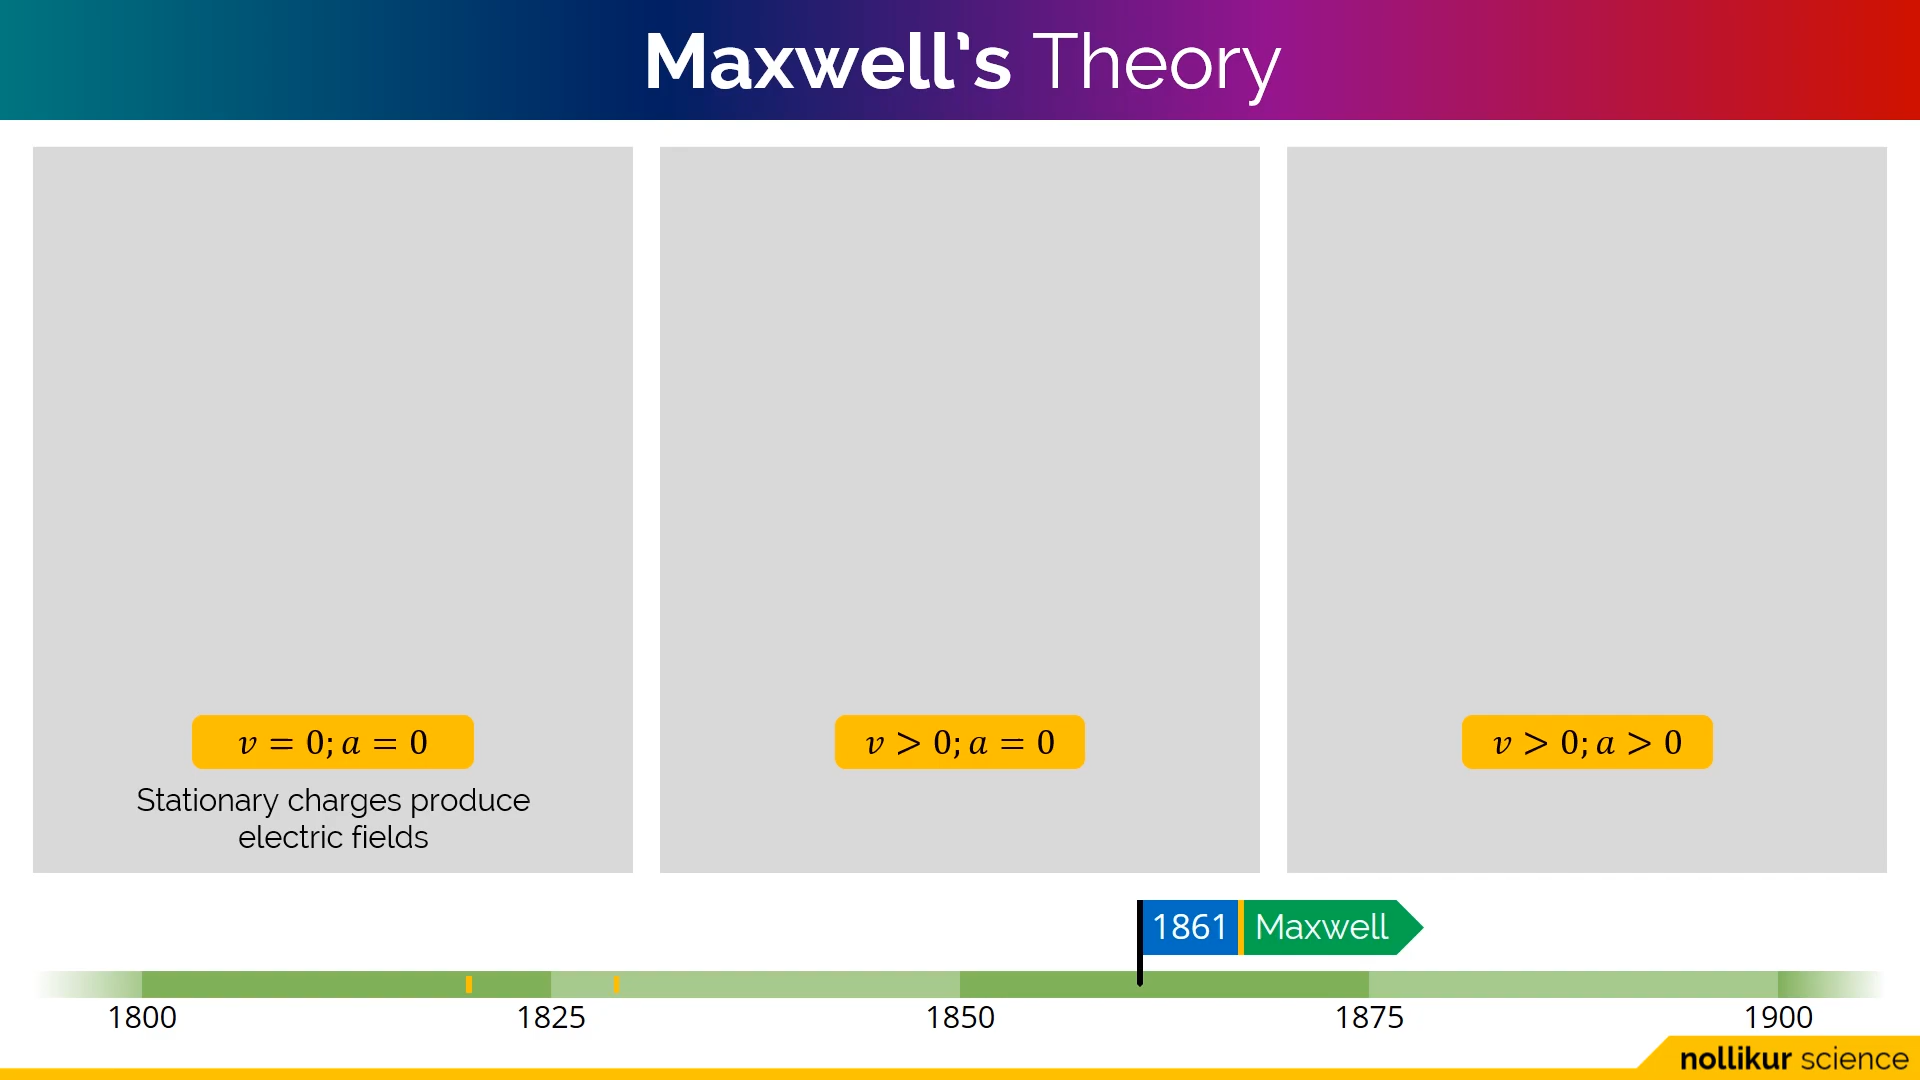 Maxwell's Theory
v = 0; a = 0
Stationary charges produce
electric fields
v > 0; a = 0
v > 0; a > 0
1861 Maxwell
1800 1825 1850 1875 1900
nollikur science